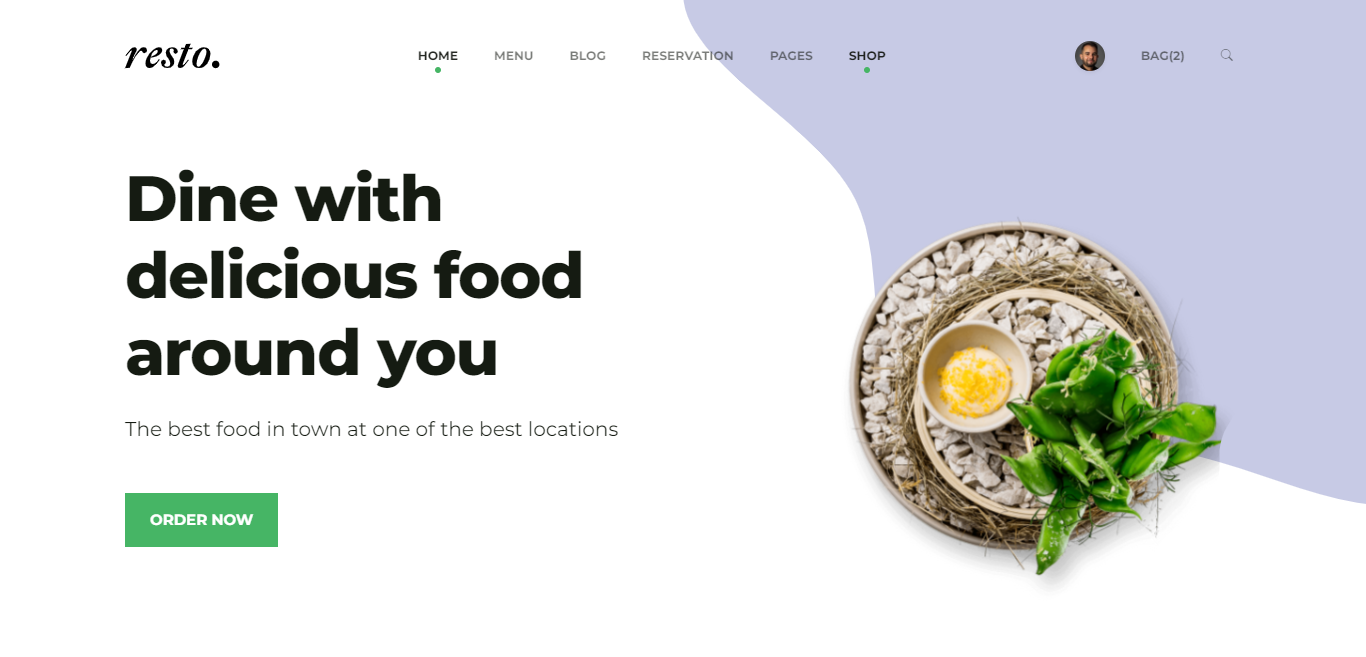 resto.
HOME MENU BLOG RESERVATION PAGES SHOP BAG(2)
Dine with
delicious food
around you
The best food in town at one of the best locations
ORDER NOW